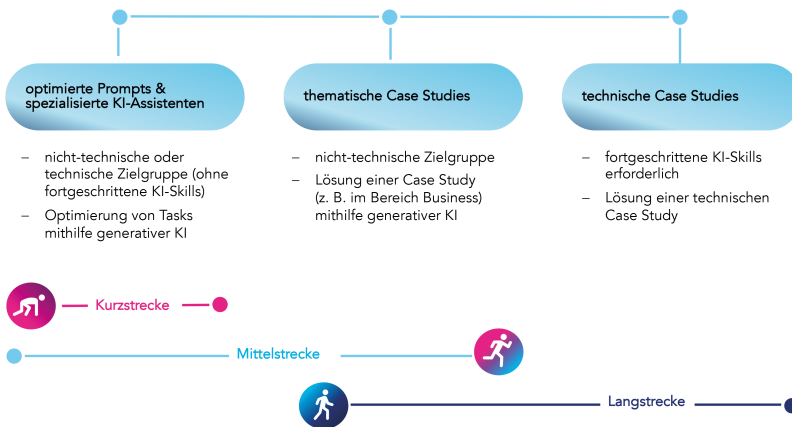 optimierte Prompts &
spezialisierte KI-Assistenten
– nicht-technische oder
technische Zielgruppe (ohne
fortgeschrittene KI-Skills)
– Optimierung von Tasks
mithilfe generativer KI
thematische Case Studies
– nicht-technische Zielgruppe
– Lösung einer Case Study
(z. B. im Bereich Business)
mithilfe generativer KI
technische Case Studies
– fortgeschrittene KI-Skills
erforderlich
– Lösung einer technischen
Case Study
Kurzstrecke
Mittelstrecke
Langstrecke